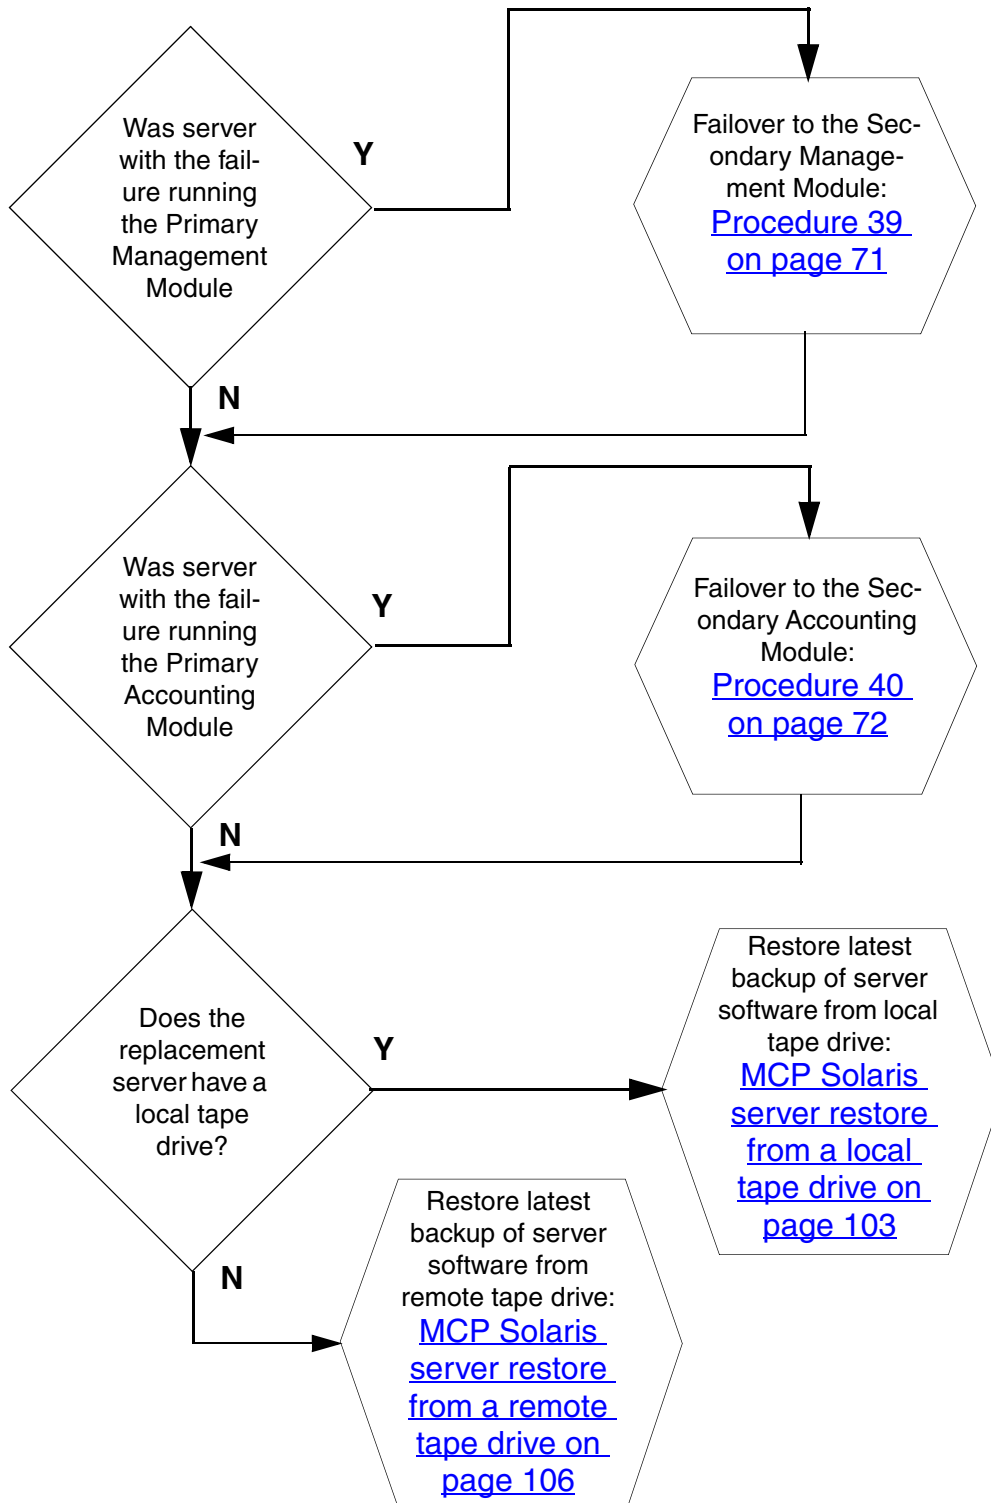 Was server
with the fail-
ure running
the Primary
Management
Module
Y
Failover to the Sec-
ondary Manage-
ment Module:
Procedure 39
on page 71
N
Was server
with the fail-
ure running
the Primary
Accounting
Module
Y
Failover to the Sec-
ondary Accounting
Module:
Procedure 40
on page 72
N
Does the
replacement
server have a
local tape
drive?
Y
Restore latest
backup of server
software from local
tape drive:
MCP Solaris
server restore
from a local
tape drive on
page 103
N
Restore latest
backup of server
software from
remote tape drive:
MCP Solaris
server restore
from a remote
tape drive on
page 106